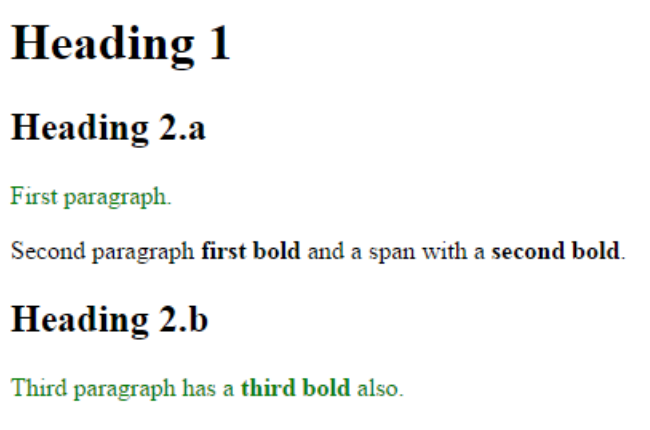 Heading 1
Heading 2.a
First paragraph.
Second paragraph first bold and a span with a second bold.
Heading 2.b
Third paragraph has a third bold also.